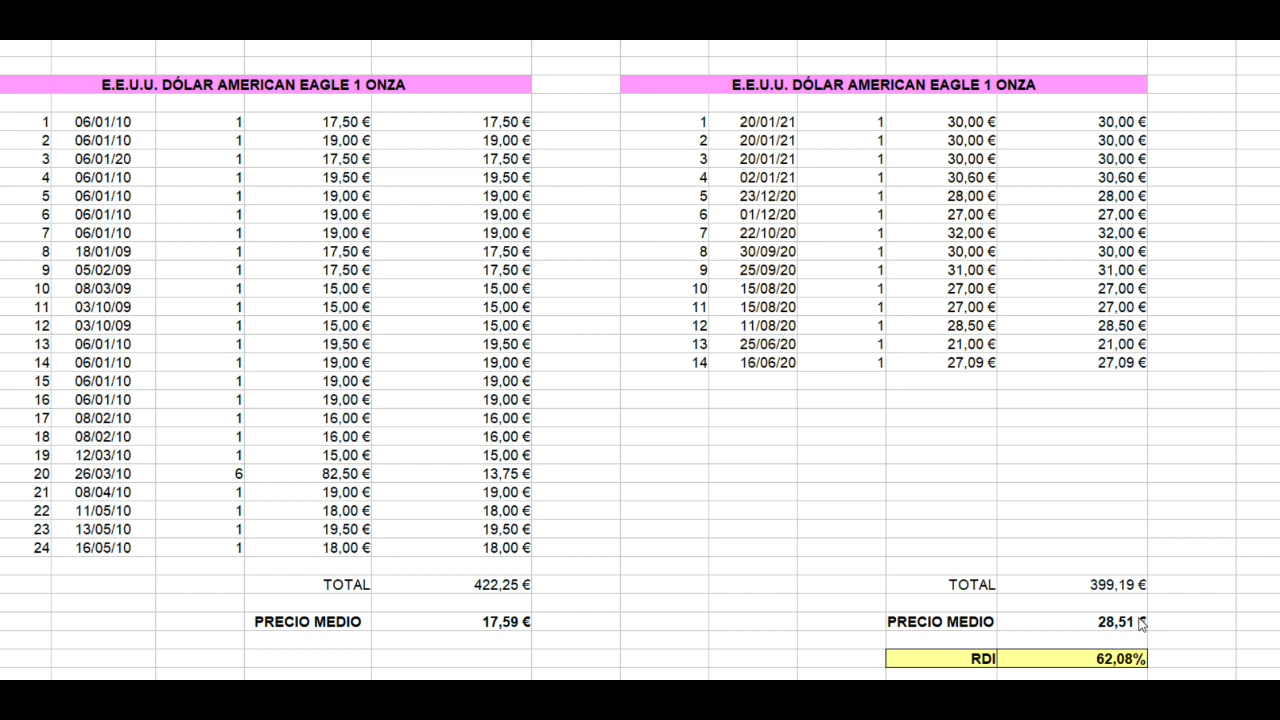 E.E.U.U. DÓLAR AMERICAN EAGLE 1 ONZA E.E.U.U. DÓLAR AMERICAN EAGLE 1 ONZA
1 06/01/10 1 17,50 € 17,50 € 1 20/01/21 1 30,00 € 30,00 €
2 06/01/10 1 19,00 € 19,00 € 2 20/01/21 1 30,00 € 30,00 €
3 06/01/20 1 17,50 € 17,50 € 3 20/01/21 1 30,00 € 30,00 €
4 06/01/10 1 19,50 € 19,50 € 4 02/01/21 1 30,60 € 30,60 €
5 06/01/10 1 19,00 € 19,00 € 5 23/12/20 1 28,00 € 28,00 €
6 06/01/10 1 19,00 € 19,00 € 6 01/12/20 1 27,00 € 27,00 €
7 06/01/10 1 19,00 € 19,00 € 7 22/10/20 1 32,00 € 32,00 €
8 18/01/09 1 17,50 € 17,50 € 8 30/09/20 1 30,00 € 30,00 €
9 05/02/09 1 17,50 € 17,50 € 9 25/09/20 1 31,00 € 31,00 €
10 08/03/09 1 15,00 € 15,00 € 10 15/08/20 1 27,00 € 27,00 €
11 03/10/09 1 15,00 € 15,00 € 11 15/08/20 1 27,00 € 27,00 €
12 03/10/09 1 15,00 € 15,00 € 12 11/08/20 1 28,50 € 28,50 €
13 06/01/10 1 19,50 € 19,50 € 13 25/06/20 1 21,00 € 21,00 €
14 06/01/10 1 19,00 € 19,00 € 14 16/06/20 1 27,09 € 27,09 €
15 06/01/10 1 19,00 € 19,00 €
16 06/01/10 1 19,00 € 19,00 €
17 08/02/10 1 16,00 € 16,00 €
18 08/02/10 1 16,00 € 16,00 €
19 12/03/10 1 15,00 € 15,00 €
20 26/03/10 6 82,50 € 13,75 €
21 08/04/10 1 19,00 € 19,00 €
22 11/05/10 1 18,00 € 18,00 €
23 13/05/10 1 19,50 € 19,50 €
24 16/05/10 1 18,00 € 18,00 €
TOTAL 422,25 € TOTAL 399,19 €
PRECIO MEDIO 17,59 € PRECIO MEDIO 28,51 €
RDI 62,08%